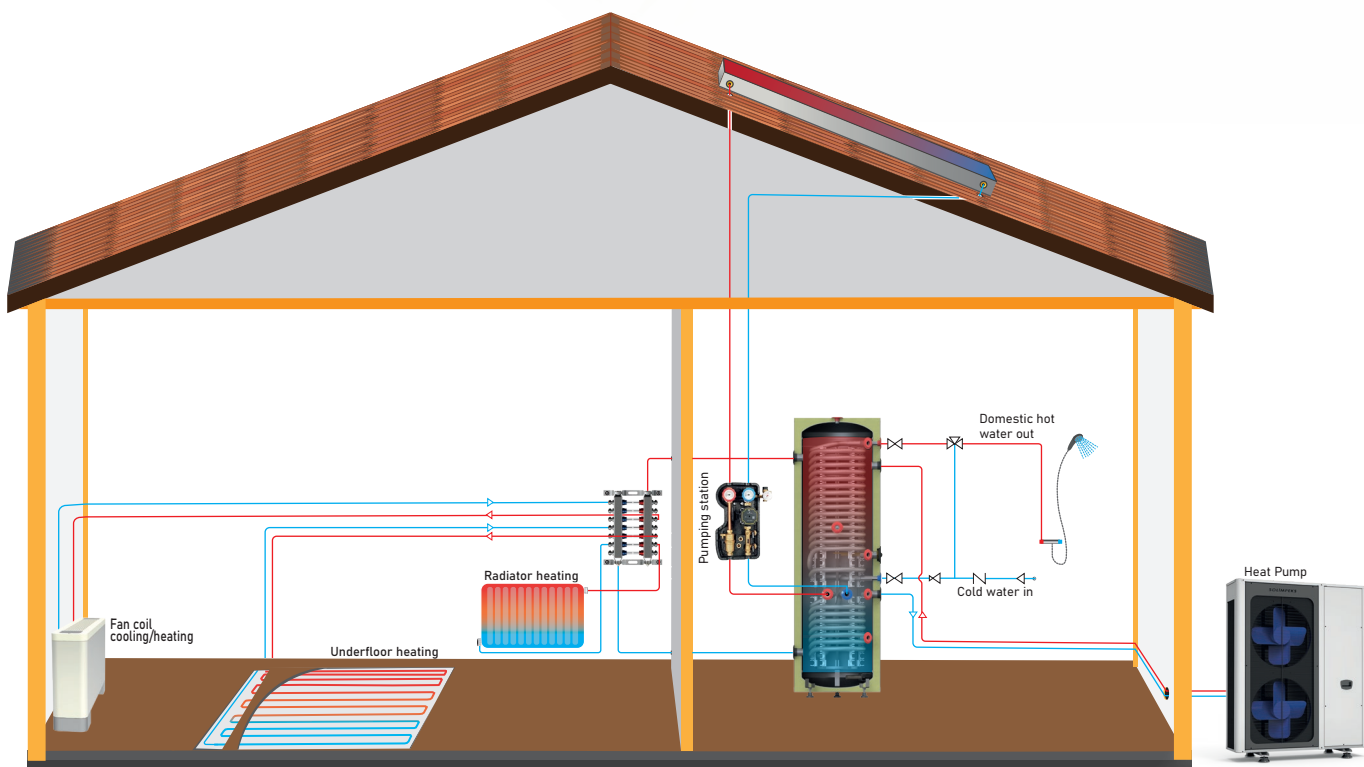 Domestic hot
water out
Pumping station
Heat Pump
Radiator heating
Cold water in
Fan coil
cooling/heating
Underfloor heating